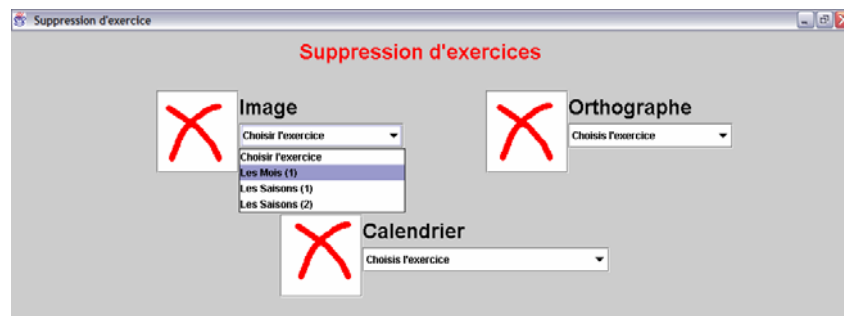 Suppression d'exercice
Suppression d'exercices
Image
Choisir l'exercice
Choisir l'exercice
Les Mois (1)
Les Saisons (1)
Les Saisons (2)
Orthographe
Choisis l'exercice
Calendrier
Choisis l'exercice